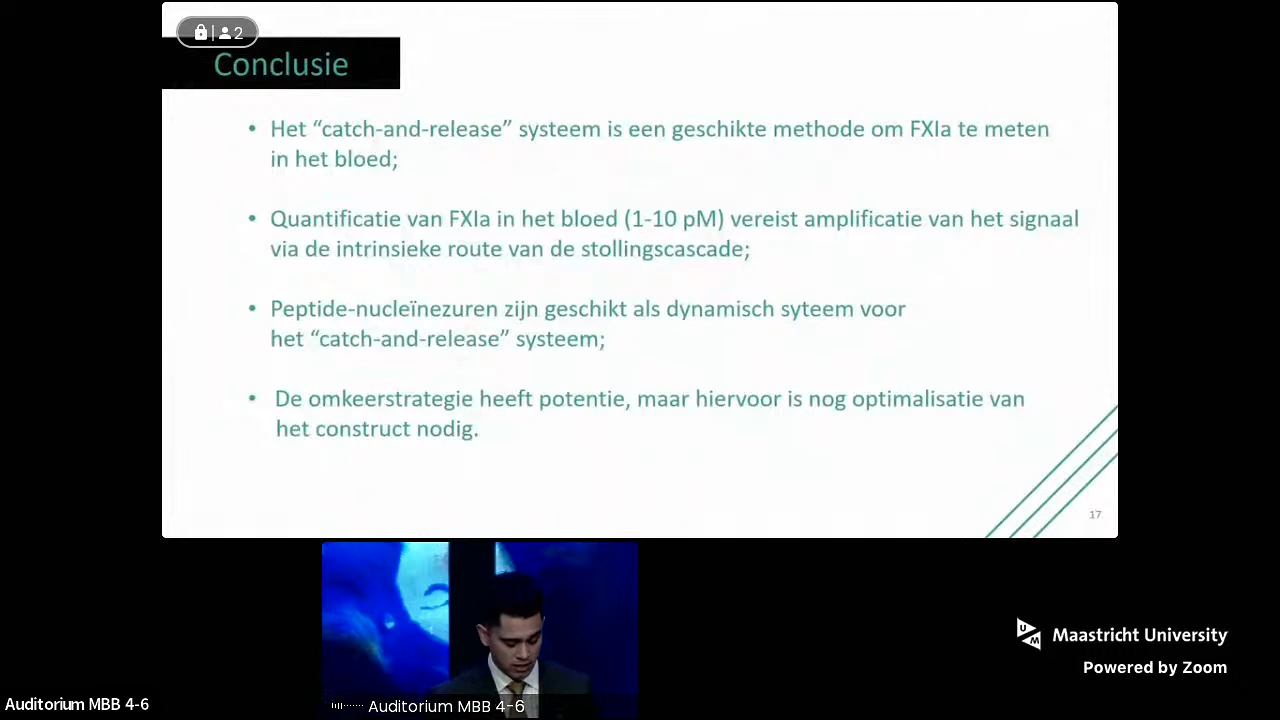 2
Conclusie
• Het “catch-and-release” systeem is een geschikte methode om FXIa te meten
in het bloed;
• Quantificatie van FXIa in het bloed (1-10 pM) vereist amplificatie van het signaal
via de intrinsieke route van de stollingscascade;
• Peptide-nucleïnezuren zijn geschikt als dynamisch syteem voor
het “catch-and-release” systeem;
• De omkeerstrategie heeft potentie, maar hiervoor is nog optimalisatie van
het construct nodig.
17
UM
Maastricht University
Powered by Zoom
Auditorium MBB 4-6
Auditorium MBB 4-6